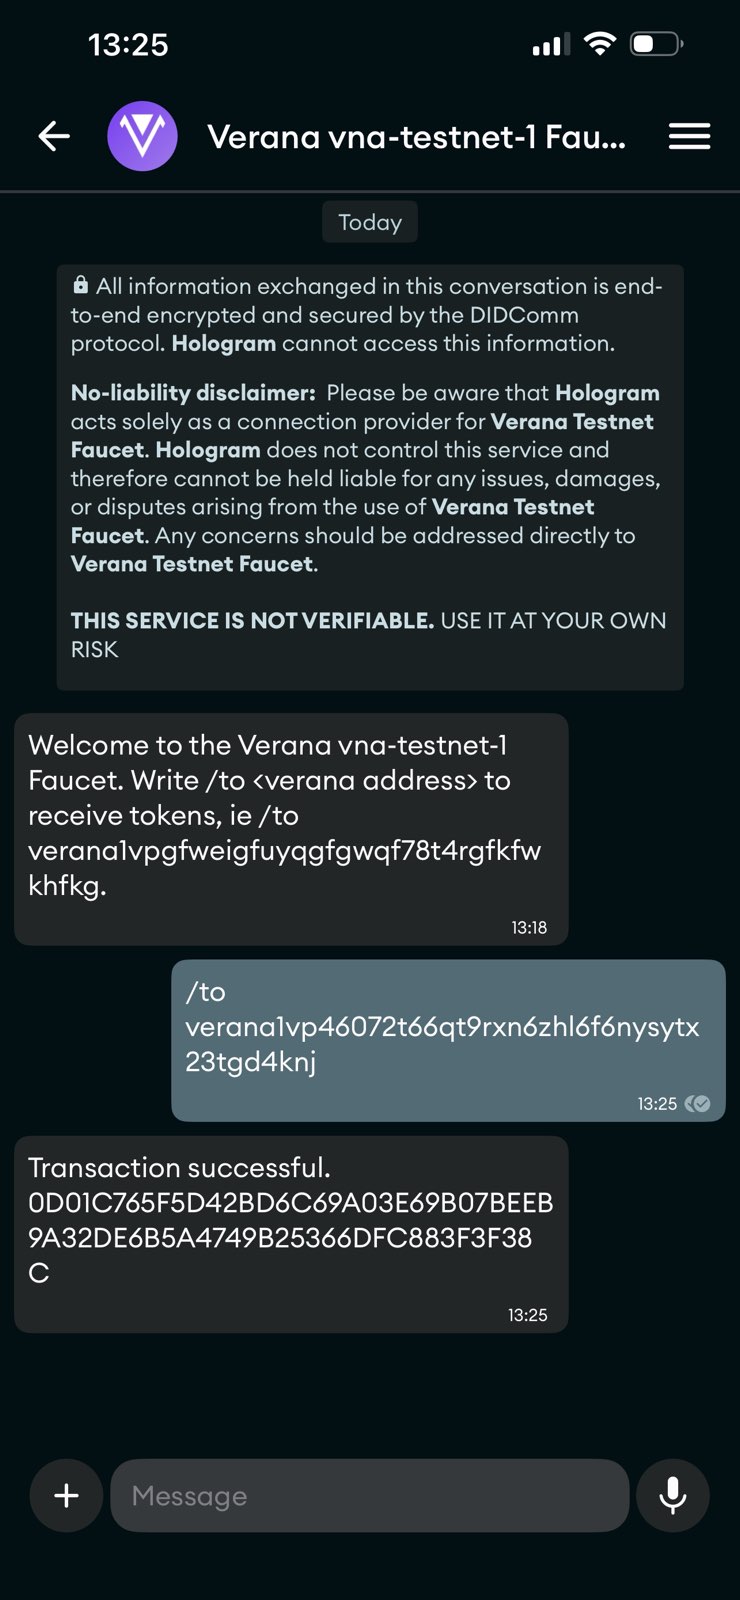 13:25
Verana vna-testnet-1 Fau...
Today
All information exchanged in this conversation is end-
to-end encrypted and secured by the DIDComm
protocol. Hologram cannot access this information.
No-liability disclaimer: Please be aware that Hologram
acts solely as a connection provider for Verana Testnet
Faucet. Hologram does not control this service and
therefore cannot be held liable for any issues, damages,
or disputes arising from the use of Verana Testnet
Faucet. Any concerns should be addressed directly to
Verana Testnet Faucet.
THIS SERVICE IS NOT VERIFIABLE. USE IT AT YOUR OWN
RISK
Welcome to the Verana vna-testnet-1
Faucet. Write /to <verana address> to
receive tokens, ie /to
verana1vpgfweigfuyqgfgwqf78t4rgfkfw
khfkg.
13:18
/to
verana1vp46072t66qt9rxn6zhl6f6nysytx
23tgd4knj
13:25
Transaction successful.
0D01C765F5D42BD6C69A03E69B07BEEB
9A32DE6B5A4749B25366DFC883F3F38
C
13:25
Message